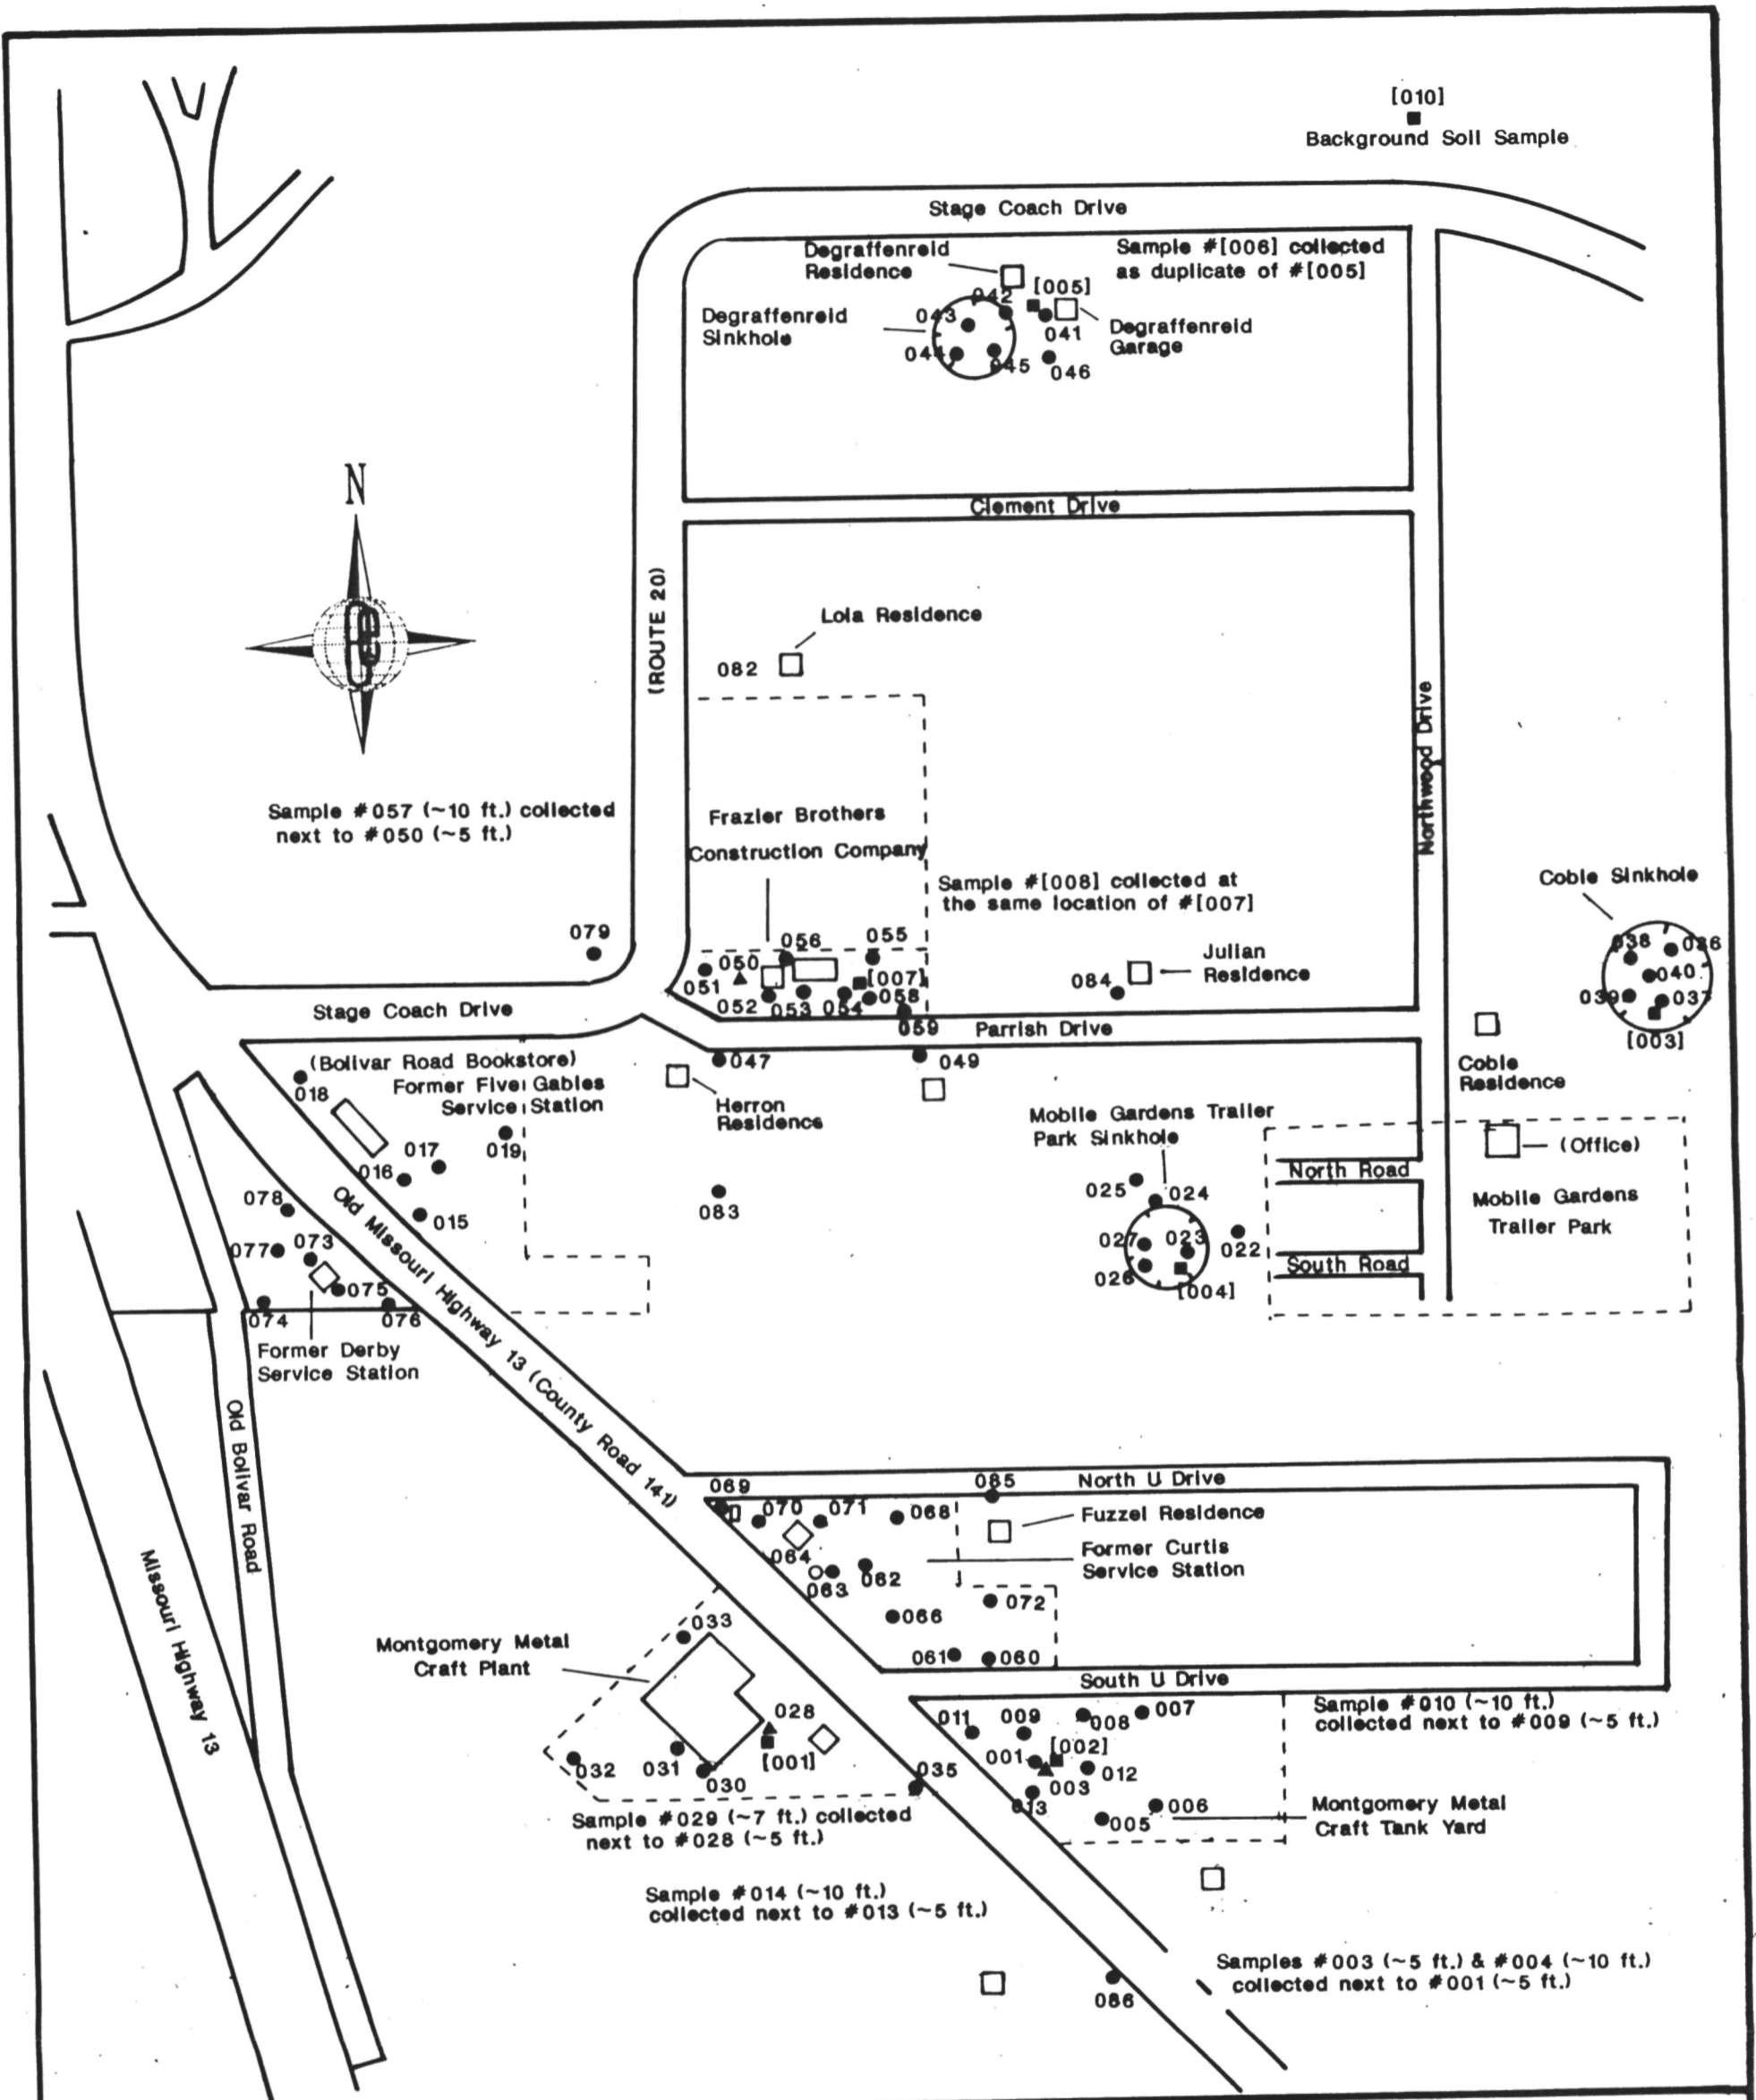 [010]
Background Soil Sample
Stage Coach Drive
Degraffenreid
Residence
Sample #[006] collected
as duplicate of #[005]
[005]
042
043
Degraffenreid
Sinkhole
041
Degraffenreid
Garage
044
045
046
N
Clement Drive
(ROUTE 20)
Lola Residence
082
Northwood Drive
Sample #057 (~10 ft.) collected
next to #050 (~5 ft.)
Frazier Brothers
Construction Company
Sample #[008] collected at
the same location of #[007]
Coble Sinkhole
079
056
055
050
051
[007]
052
053
054
058
059
084
Julian
Residence
038
036
040
039
037
[003]
Stage Coach Drive
Parrish Drive
(Bolivar Road Bookstore)
018
Former Five Gables
Service Station
047
049
Herron
Residence
Coble
Residence
017
016
019
015
Mobile Gardens Trailer
Park Sinkhole
(Office)
North Road
Mobile Gardens
Trailer Park
South Road
025
024
027
023
022
026
[004]
083
078
077
073
075
074
076
Former Derby
Service Station
Old Missouri Highway 13 (County Road 141)
Old Bolivar Road
Missouri Highway 13
North U Drive
069
085
070
071
068
Fuzzel Residence
064
Former Curtis
Service Station
063
062
072
066
061
060
South U Drive
033
Montgomery Metal
Craft Plant
028
[001]
032
031
030
035
Sample #029 (~7 ft.) collected
next to #028 (~5 ft.)
011
009
008
007
Sample #010 (~10 ft.)
collected next to #009 (~5 ft.)
[002]
001
012
003
013
006
005
Montgomery Metal
Craft Tank Yard
Sample #014 (~10 ft.)
collected next to #013 (~5 ft.)
Samples #003 (~5 ft.) & #004 (~10 ft.)
collected next to #001 (~5 ft.)
086